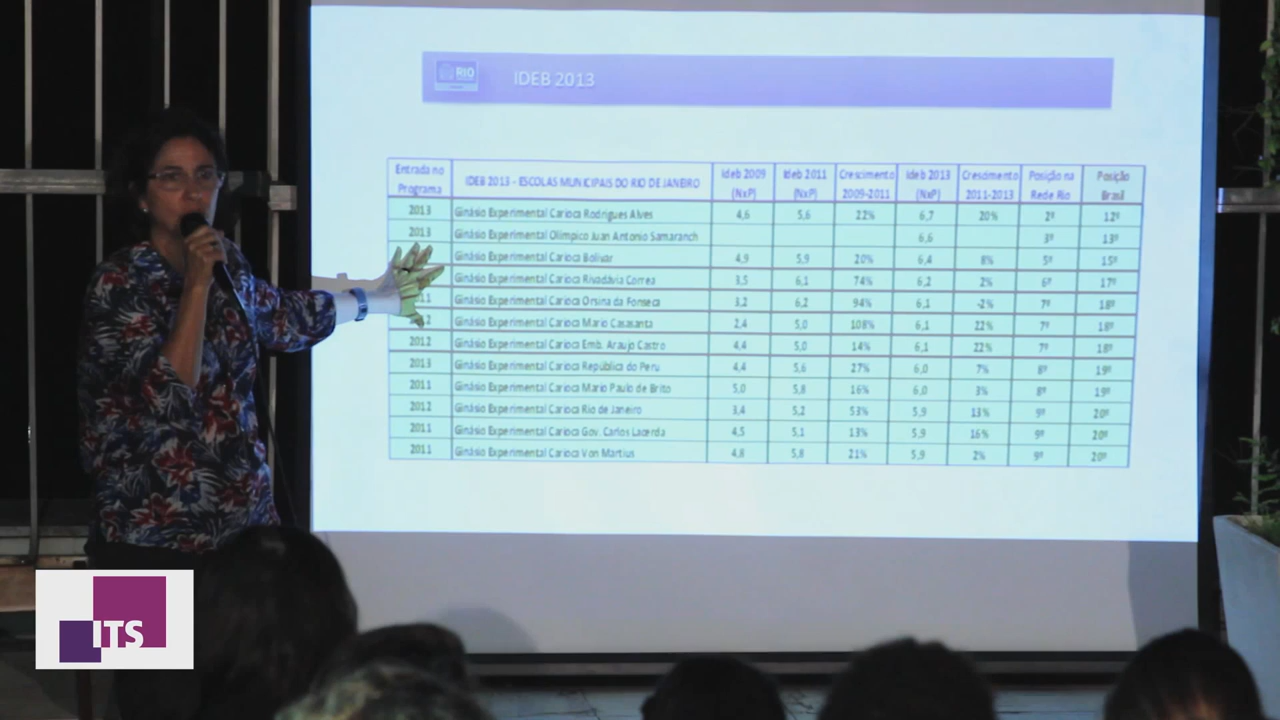 RIO
IDEB 2013
Entrada no Programa IDEB 2013 - ESCOLAS MUNICIPAIS DO RIO DE JANEIRO Ideb 2009 (NxP) Ideb 2011 (NxP) Crescimento 2009-2011 Ideb 2013 (NxP) Crescimento 2011-2013 Posição na Rede Rio Posição Brasil
2013 Ginásio Experimental Carioca Rodrigues Alves 4,6 5,6 22% 6,7 20% 2º 12º
2013 Ginásio Experimental Olímpico Juan Antonio Samaranch 6,6 3º 13º
Ginásio Experimental Carioca Bolívar 4,9 5,9 20% 6,4 8% 5º 15º
Ginásio Experimental Carioca Rivadávia Correa 3,5 6,1 74% 6,2 2% 6º 17º
Ginásio Experimental Carioca Orsina da Fonseca 3,2 6,2 94% 6,1 -2% 7º 18º
Ginásio Experimental Carioca Mario Casasanta 2,4 5,0 108% 6,1 22% 7º 18º
2012 Ginásio Experimental Carioca Emb. Araujo Castro 4,4 5,0 14% 6,1 22% 7º 18º
2013 Ginásio Experimental Carioca República do Peru 4,4 5,6 27% 6,0 7% 8º 19º
2011 Ginásio Experimental Carioca Mario Paulo de Brito 5,0 5,8 16% 6,0 3% 8º 19º
2012 Ginásio Experimental Carioca Rio de Janeiro 3,4 5,2 53% 5,9 13% 9º 20º
2011 Ginásio Experimental Carioca Gov. Carlos Lacerda 4,5 5,1 13% 5,9 16% 9º 20º
2011 Ginásio Experimental Carioca Von Martius 4,8 5,8 21% 5,9 2% 9º 20º
ITS